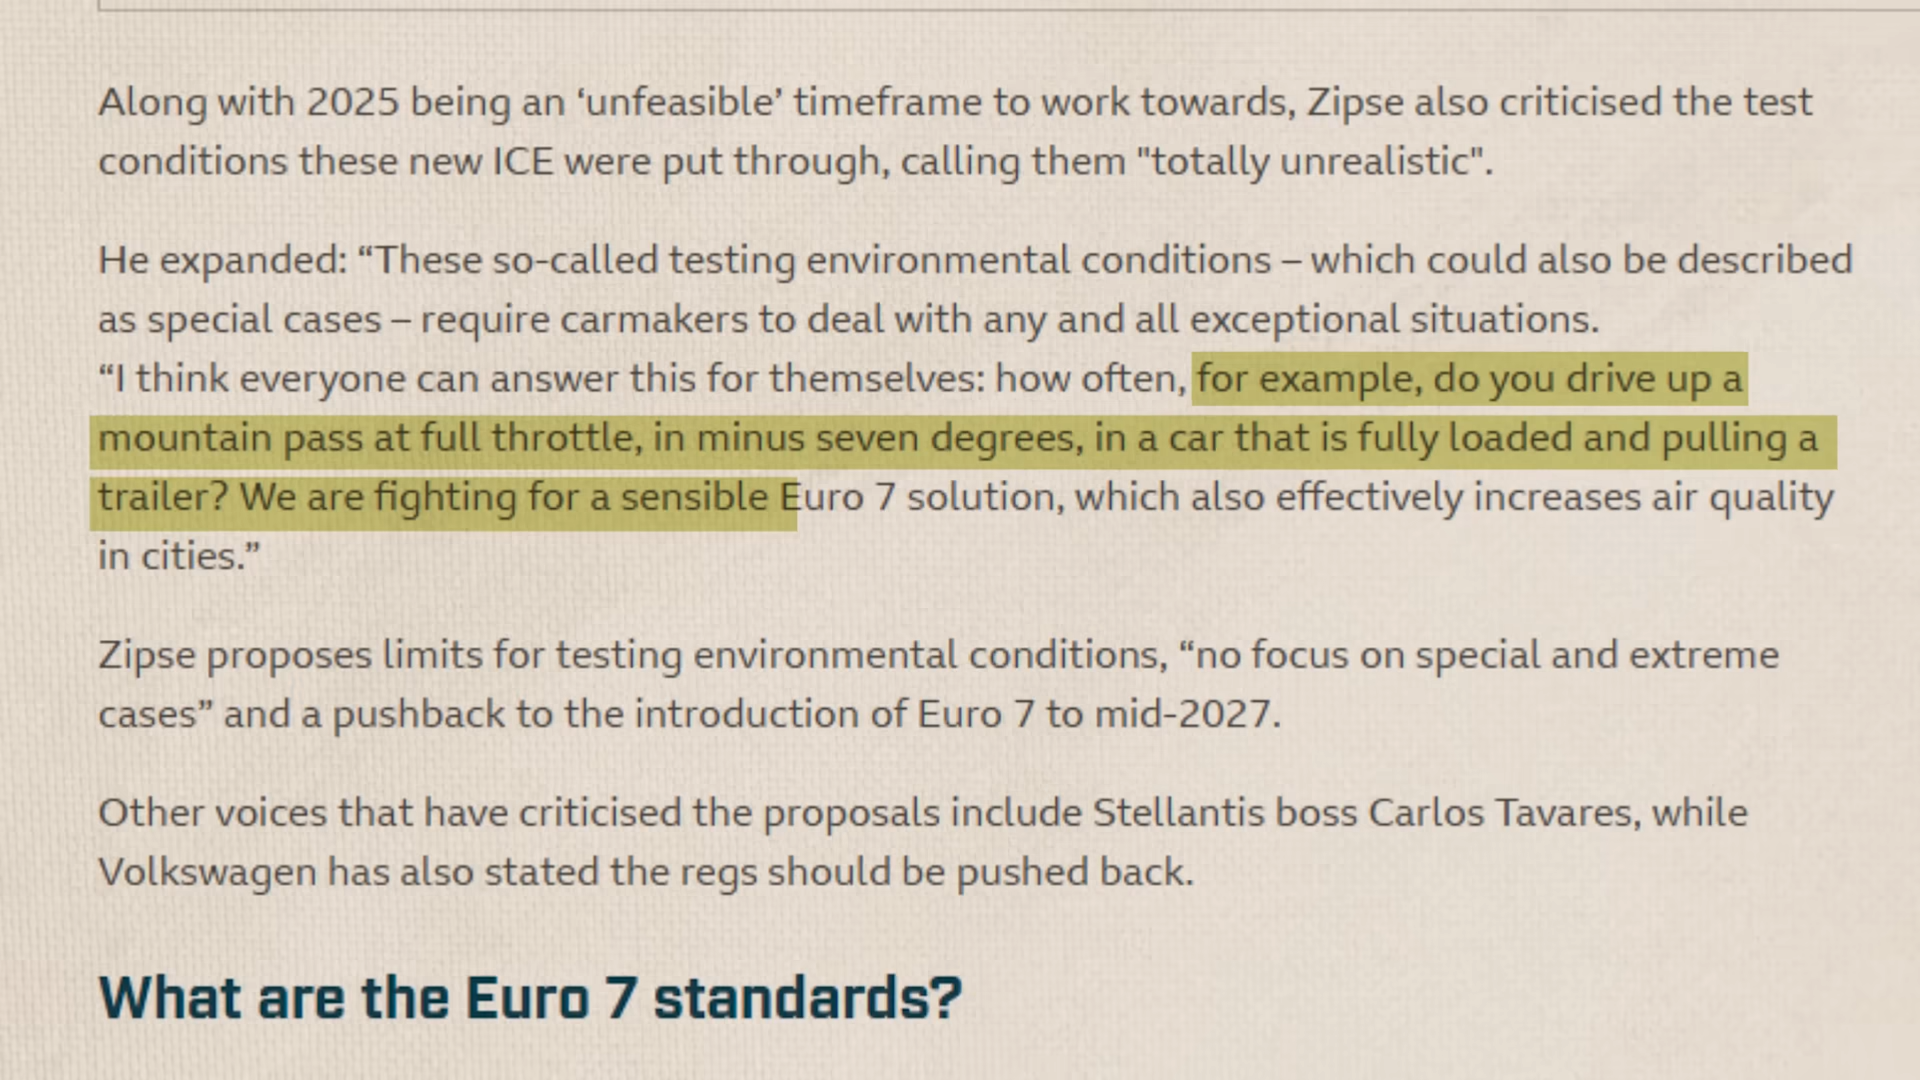 Along with 2025 being an ‘unfeasible’ timeframe to work towards, Zipse also criticised the test
conditions these new ICE were put through, calling them "totally unrealistic".
He expanded: “These so-called testing environmental conditions – which could also be described
as special cases – require carmakers to deal with any and all exceptional situations.
“I think everyone can answer this for themselves: how often, for example, do you drive up a
mountain pass at full throttle, in minus seven degrees, in a car that is fully loaded and pulling a
trailer? We are fighting for a sensible Euro 7 solution, which also effectively increases air quality
in cities.”
Zipse proposes limits for testing environmental conditions, “no focus on special and extreme
cases” and a pushback to the introduction of Euro 7 to mid-2027.
Other voices that have criticised the proposals include Stellantis boss Carlos Tavares, while
Volkswagen has also stated the regs should be pushed back.
What are the Euro 7 standards?